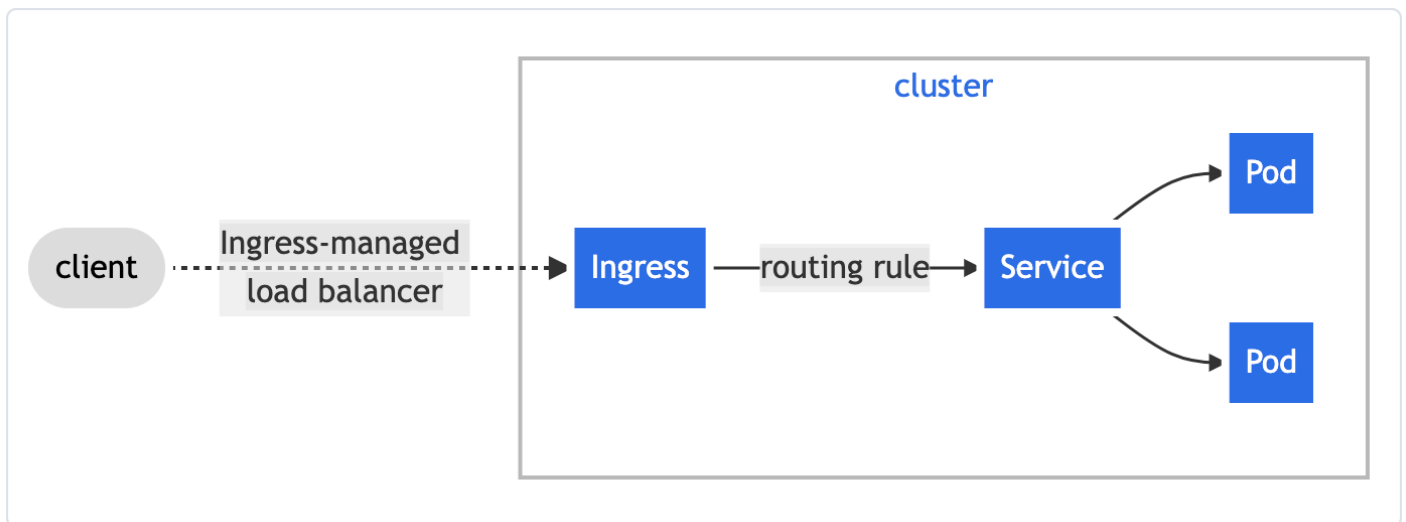 cluster
Pod
client
Ingress-managed
load balancer
Ingress
routing rule
Service
Pod